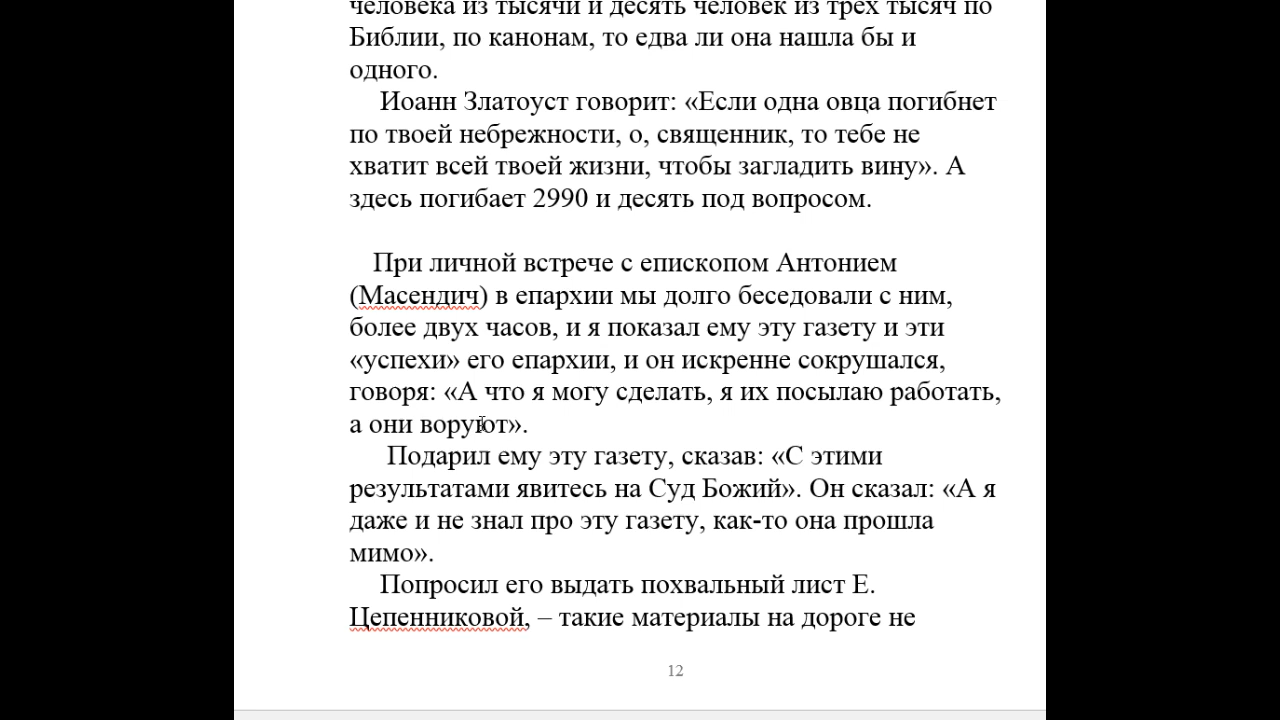 человека из тысячи и десять человек из трех тысяч по
Библии, по канонам, то едва ли она нашла бы и
одного.
Иоанн Златоуст говорит: «Если одна овца погибнет
по твоей небрежности, о, священник, то тебе не
хватит всей твоей жизни, чтобы загладить вину». А
здесь погибает 2990 и десять под вопросом.
При личной встрече с епископом Антонием
(Масендич) в епархии мы долго беседовали с ним,
более двух часов, и я показал ему эту газету и эти
«успехи» его епархии, и он искренне сокрушался,
говоря: «А что я могу сделать, я их посылаю работать,
а они воруют».
Подарил ему эту газету, сказав: «С этими
результатами явитесь на Суд Божий». Он сказал: «А я
даже и не знал про эту газету, как-то она прошла
мимо».
Попросил его выдать похвальный лист Е.
Цепенниковой, – такие материалы на дороге не
12